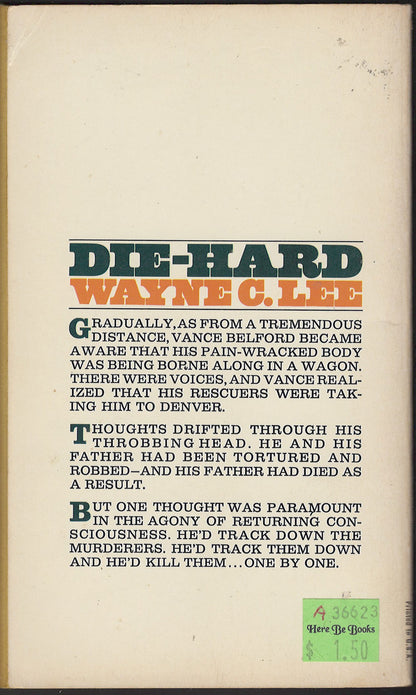 DIE-HARD
WAYNE C. LEE
GRADUALLY, AS FROM A TREMENDOUS
DISTANCE, VANCE BELFORD BECAME
AWARE THAT HIS PAIN-WRACKED BODY
WAS BEING BORNE ALONG IN A WAGON.
THERE WERE VOICES, AND VANCE REAL-
IZED THAT HIS RESCUERS WERE TAK-
ING HIM TO DENVER.
THOUGHTS DRIFTED THROUGH HIS
THROBBING HEAD. HE AND HIS
FATHER HAD BEEN TORTURED AND
ROBBED—AND HIS FATHER HAD DIED AS
A RESULT.
BUT ONE THOUGHT WAS PARAMOUNT
IN THE AGONY OF RETURNING CON-
SCIOUSNESS. HE'D TRACK DOWN THE
MURDERERS. HE'D TRACK THEM DOWN
AND HE'D KILL THEM...ONE BY ONE.
A 36623
Here Be Books
$ 1.50
PRINTED IN U.S.A.